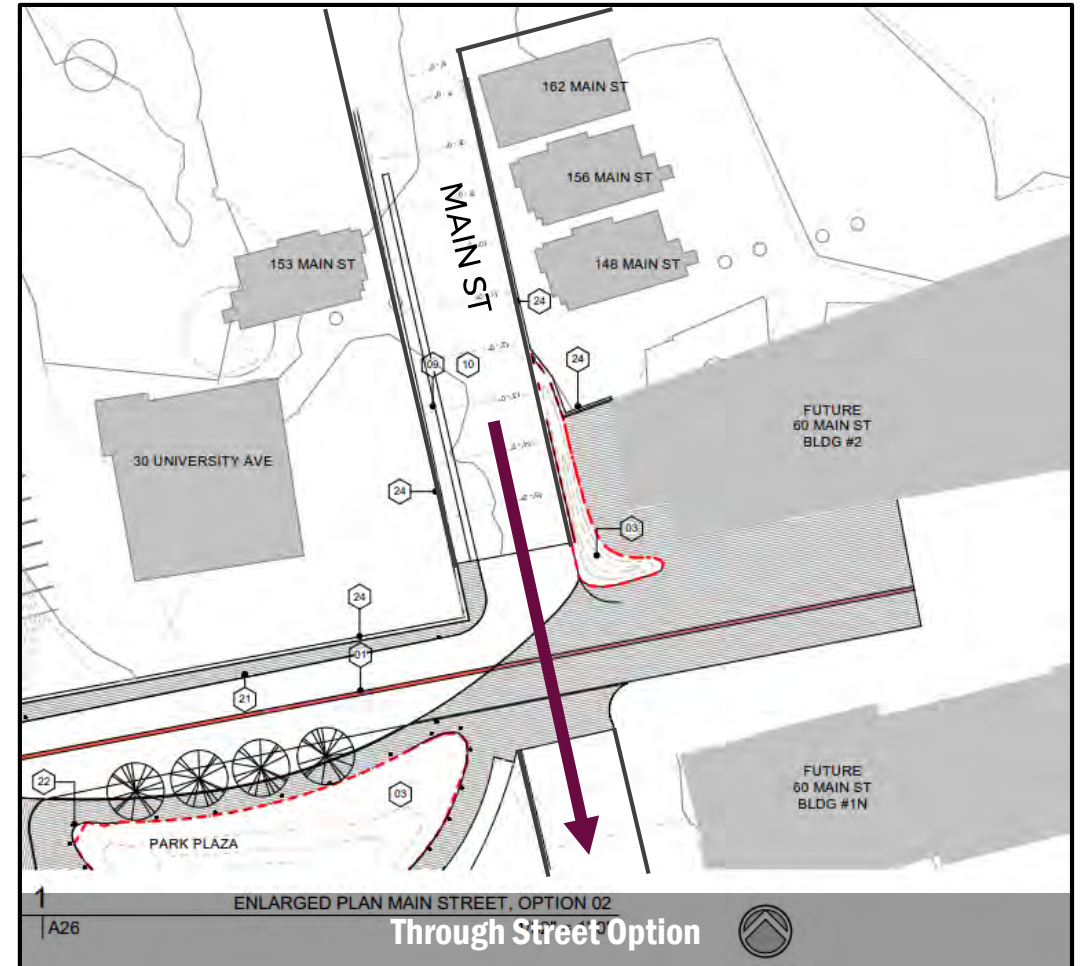 162 MAIN ST
156 MAIN ST
MAIN ST
153 MAIN ST
148 MAIN ST
24
24
09
10
FUTURE
60 MAIN ST
BLDG #2
30 UNIVERSITY AVE
24
03
24
01
21
22
03
FUTURE
60 MAIN ST
BLDG #1N
PARK PLAZA
1
ENLARGED PLAN MAIN STREET, OPTION 02
A26
Through Street Option